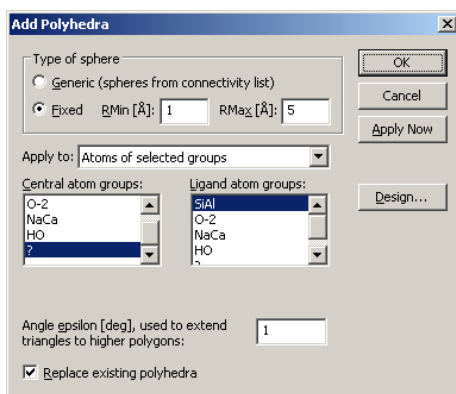 Add Polyhedra
Type of sphere
Generic (spheres from connectivity list)
Fixed RMin [Å]: 1 RMax [Å]: 5
OK
Cancel
Apply Now
Apply to: Atoms of selected groups
Central atom groups:
O-2
NaCa
HO
?
Ligand atom groups:
SiAl
O-2
NaCa
HO
Design...
Angle epsilon [deg], used to extend
triangles to higher polygons: 1
Replace existing polyhedra